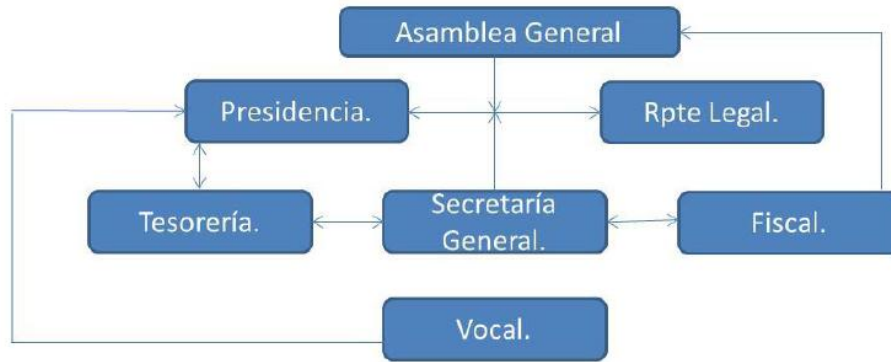 Asamblea General
Presidencia.
Rpte Legal.
Tesorería.
Secretaría
General.
Fiscal.
Vocal.